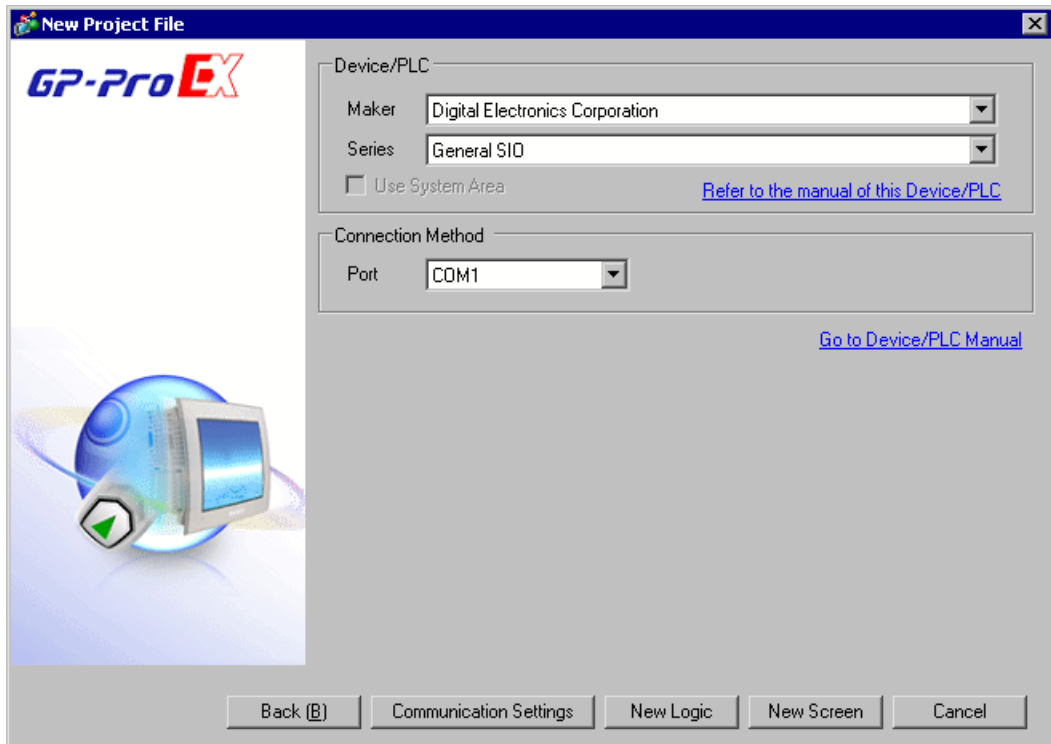 New Project File
GP-Pro EX
Device/PLC
Maker Digital Electronics Corporation
Series General SIO
Use System Area Refer to the manual of this Device/PLC
Connection Method
Port COM1
Go to Device/PLC Manual
Back (B) Communication Settings New Logic New Screen Cancel